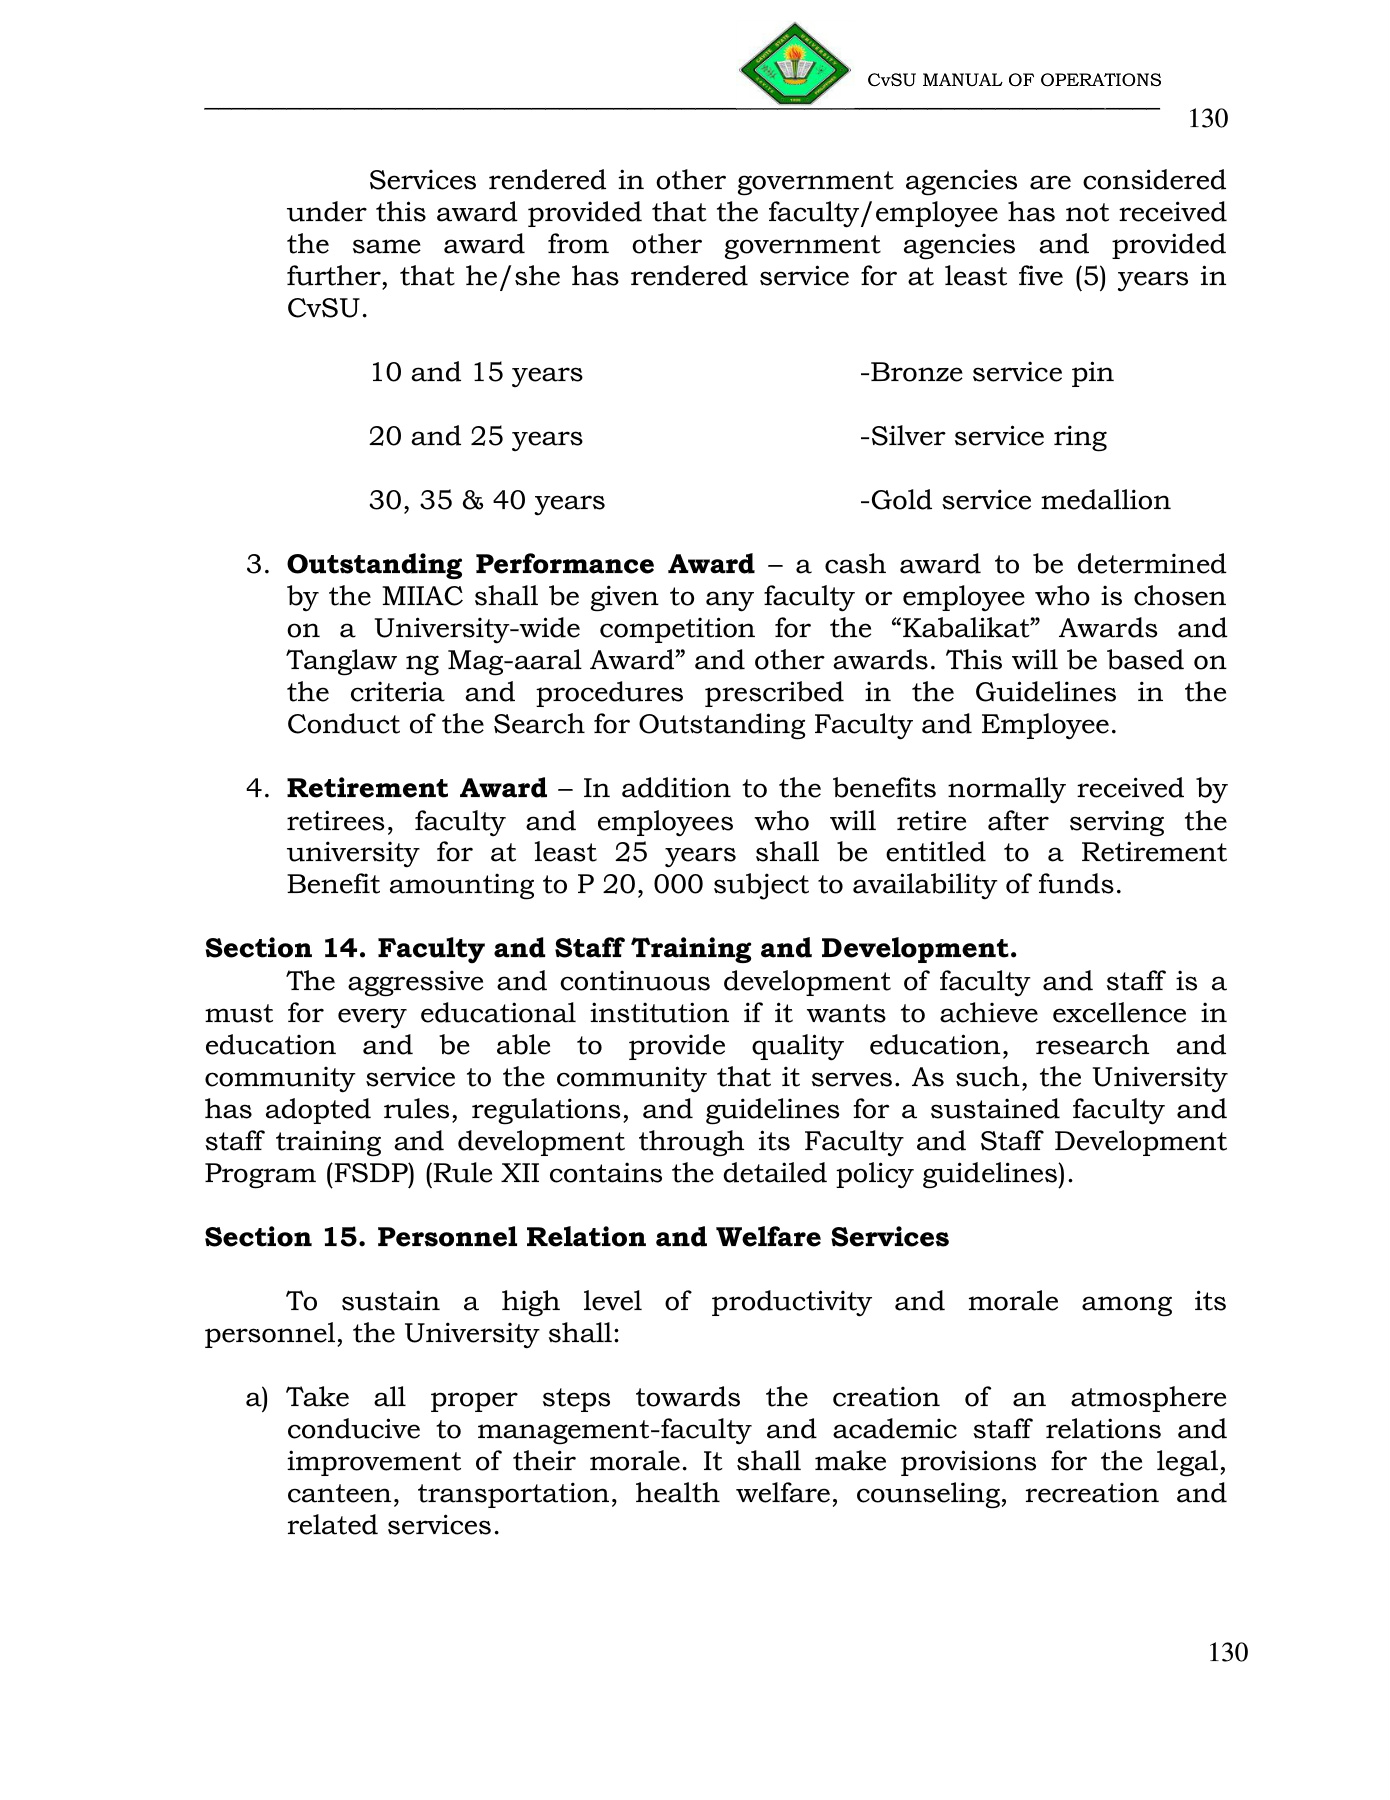 CvSU MANUAL OF OPERATIONS
130
Services rendered in other government agencies are considered
under this award provided that the faculty/employee has not received
the same award from other government agencies and provided
further, that he/she has rendered service for at least five (5) years in
CvSU.
10 and 15 years -Bronze service pin
20 and 25 years -Silver service ring
30, 35 & 40 years -Gold service medallion
3. Outstanding Performance Award – a cash award to be determined
by the MIIAC shall be given to any faculty or employee who is chosen
on a University-wide competition for the “Kabalikat” Awards and
Tanglaw ng Mag-aaral Award” and other awards. This will be based on
the criteria and procedures prescribed in the Guidelines in the
Conduct of the Search for Outstanding Faculty and Employee.
4. Retirement Award – In addition to the benefits normally received by
retirees, faculty and employees who will retire after serving the
university for at least 25 years shall be entitled to a Retirement
Benefit amounting to P 20, 000 subject to availability of funds.
Section 14. Faculty and Staff Training and Development.
The aggressive and continuous development of faculty and staff is a
must for every educational institution if it wants to achieve excellence in
education and be able to provide quality education, research and
community service to the community that it serves. As such, the University
has adopted rules, regulations, and guidelines for a sustained faculty and
staff training and development through its Faculty and Staff Development
Program (FSDP) (Rule XII contains the detailed policy guidelines).
Section 15. Personnel Relation and Welfare Services
To sustain a high level of productivity and morale among its
personnel, the University shall:
a) Take all proper steps towards the creation of an atmosphere
conducive to management-faculty and academic staff relations and
improvement of their morale. It shall make provisions for the legal,
canteen, transportation, health welfare, counseling, recreation and
related services.
130